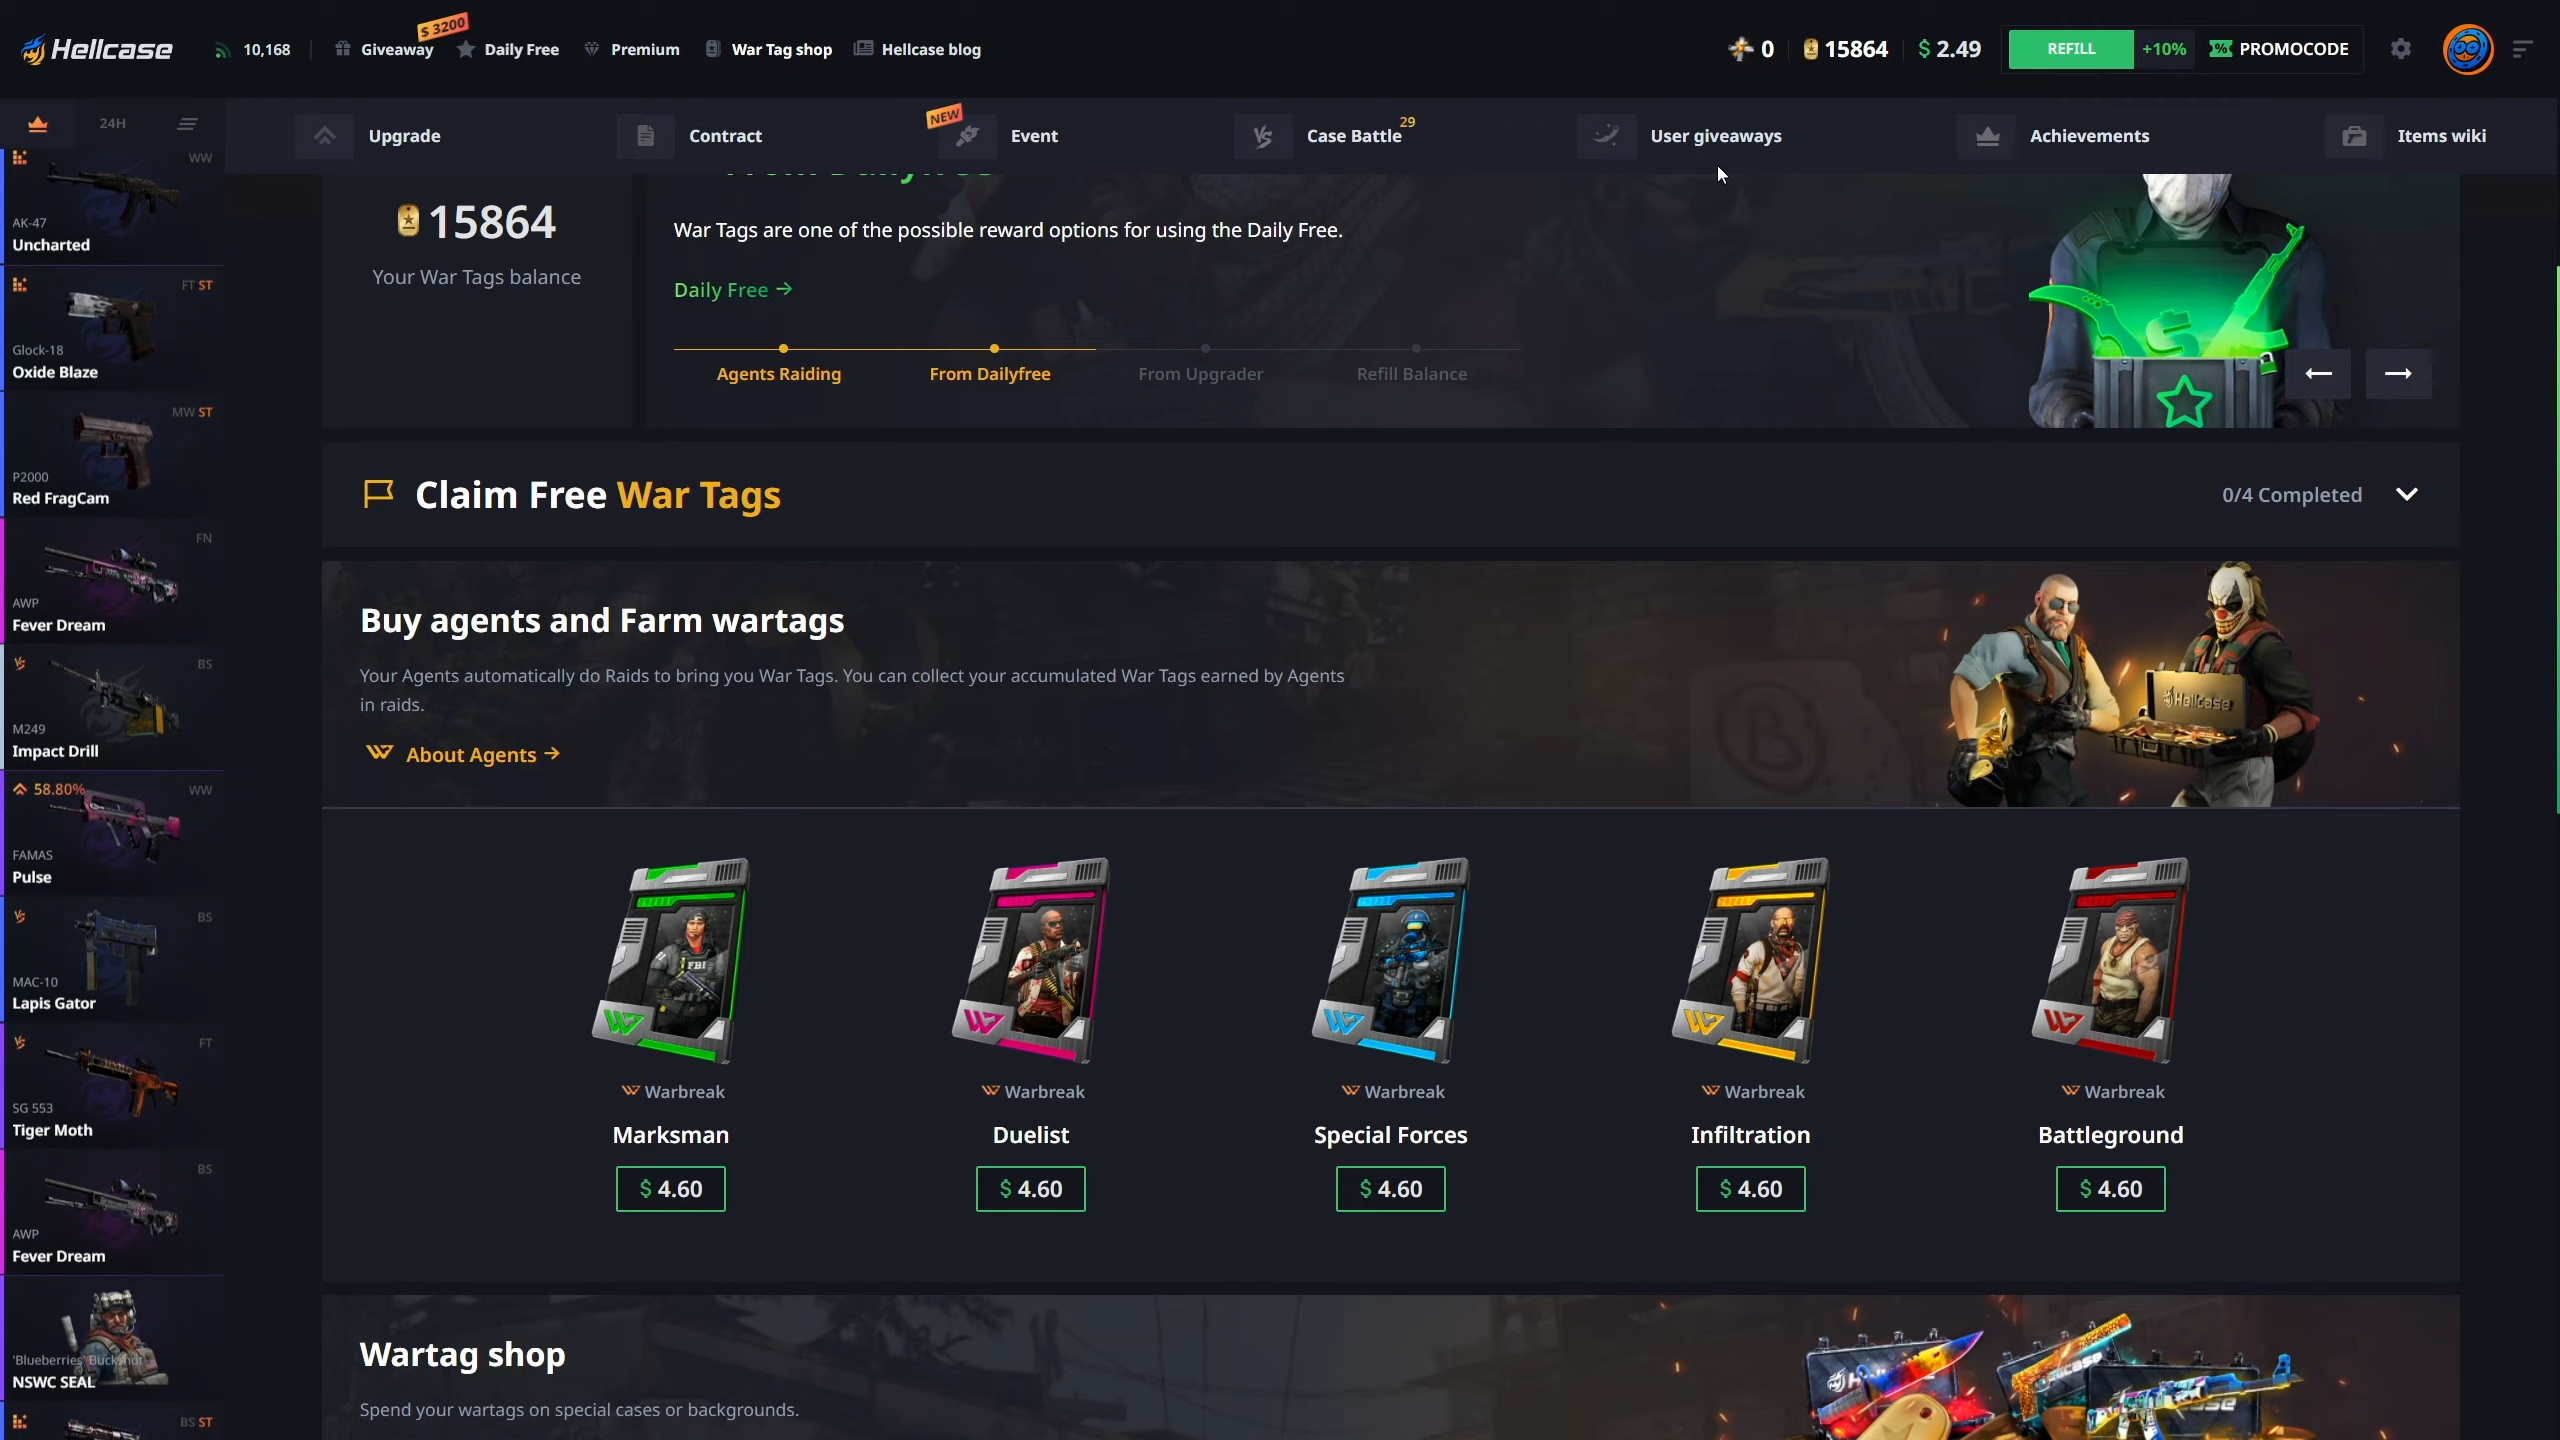 Hellcase
10,168
Giveaway
$ 3200
Daily Free
Premium
War Tag shop
Hellcase blog
0
15864
$ 2.49
REFILL
+10%
PROMOCODE
24H
Upgrade
Contract
NEW
Event
Case Battle
29
User giveaways
Achievements
Items wiki
WW
AK-47
Uncharted
FT ST
Glock-18
Oxide Blaze
MW ST
P2000
Red FragCam
FN
AWP
Fever Dream
BS
M249
Impact Drill
58.80%
WW
FAMAS
Pulse
BS
MAC-10
Lapis Gator
FT
SG 553
Tiger Moth
BS
AWP
Fever Dream
'Blueberries' Buckshot
NSWC SEAL
BS ST
15864
Your War Tags balance
War Tags are one of the possible reward options for using the Daily Free.
Daily Free →
Agents Raiding
From Dailyfree
From Upgrader
Refill Balance
Claim Free War Tags
0/4 Completed
Buy agents and Farm wartags
Your Agents automatically do Raids to bring you War Tags. You can collect your accumulated War Tags earned by Agents
in raids.
About Agents →
Hellcase
FBI
Warbreak
Marksman
$ 4.60
Warbreak
Duelist
$ 4.60
Warbreak
Special Forces
$ 4.60
Warbreak
Infiltration
$ 4.60
Warbreak
Battleground
$ 4.60
Wartag shop
Spend your wartags on special cases or backgrounds.